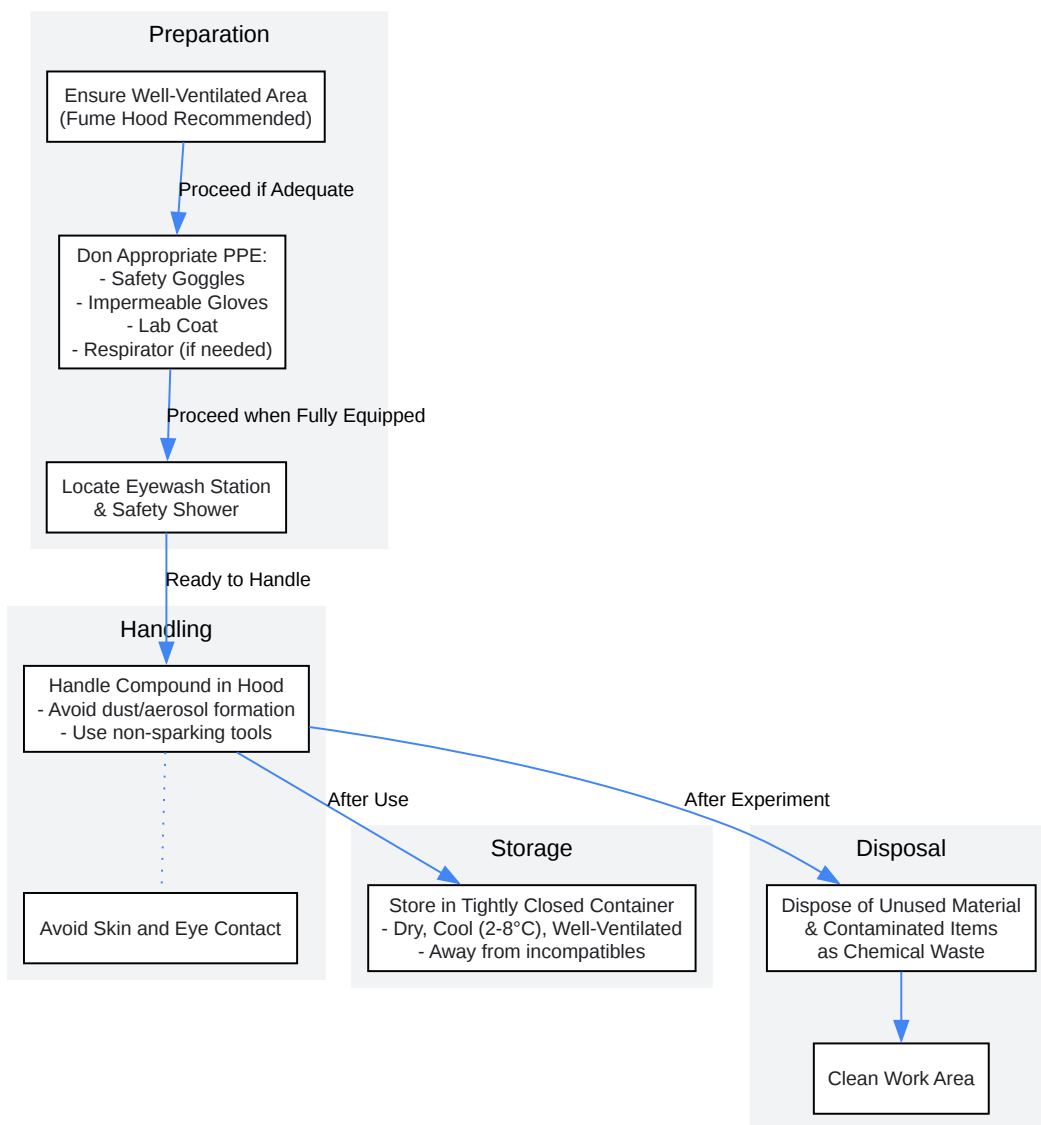 Preparation
Ensure Well-Ventilated Area
(Fume Hood Recommended)
Proceed if Adequate
Don Appropriate PPE:
- Safety Goggles
- Impermeable Gloves
- Lab Coat
- Respirator (if needed)
Proceed when Fully Equipped
Locate Eyewash Station
& Safety Shower
Ready to Handle
Handling
Handle Compound in Hood
- Avoid dust/aerosol formation
- Use non-sparking tools
After Use
After Experiment
Avoid Skin and Eye Contact
Storage
Store in Tightly Closed Container
- Dry, Cool (2-8°C), Well-Ventilated
- Away from incompatibles
Disposal
Dispose of Unused Material
& Contaminated Items
as Chemical Waste
Clean Work Area